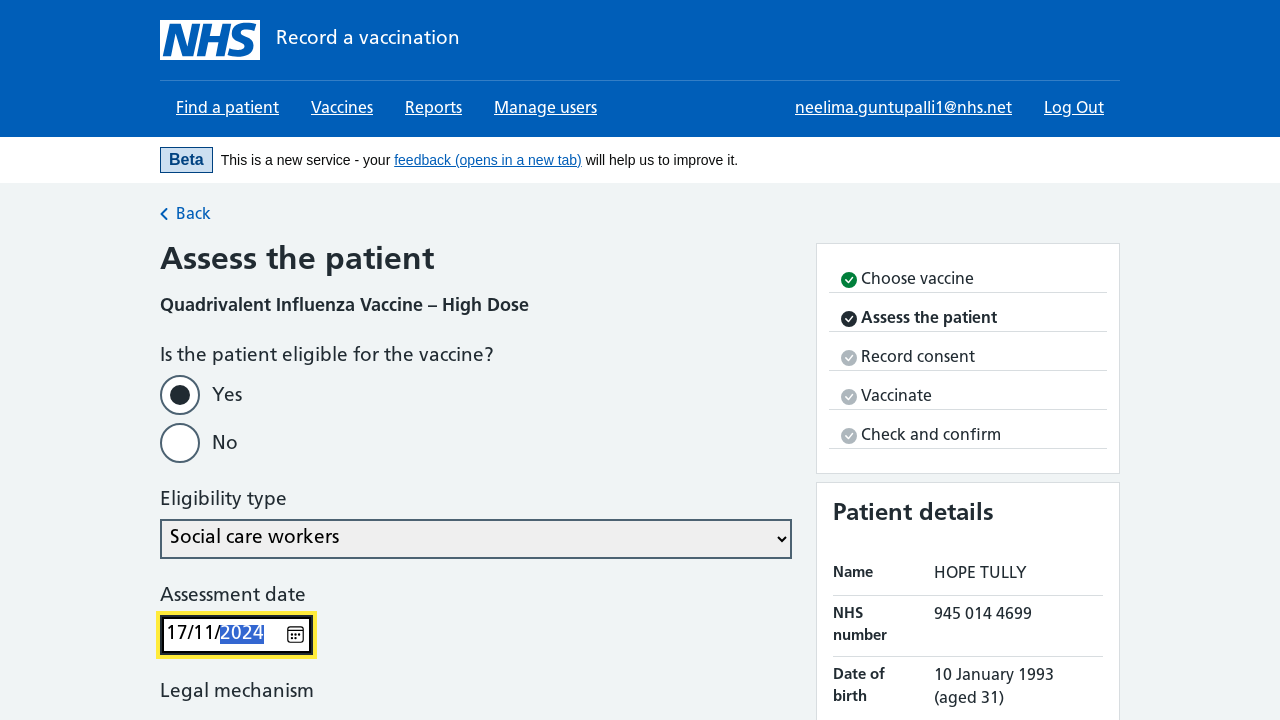 NHS Record a vaccination
Find a patient Vaccines Reports Manage users neelima.guntupalli1@nhs.net Log Out
Beta This is a new service - your feedback (opens in a new tab) will help us to improve it.
Back
Assess the patient
Quadrivalent Influenza Vaccine – High Dose
Is the patient eligible for the vaccine?
Yes
No
Eligibility type
Social care workers
Assessment date
17/11/2024
Legal mechanism
Choose vaccine
Assess the patient
Record consent
Vaccinate
Check and confirm
Patient details
Name HOPE TULLY
NHS number 945 014 4699
Date of birth 10 January 1993 (aged 31)